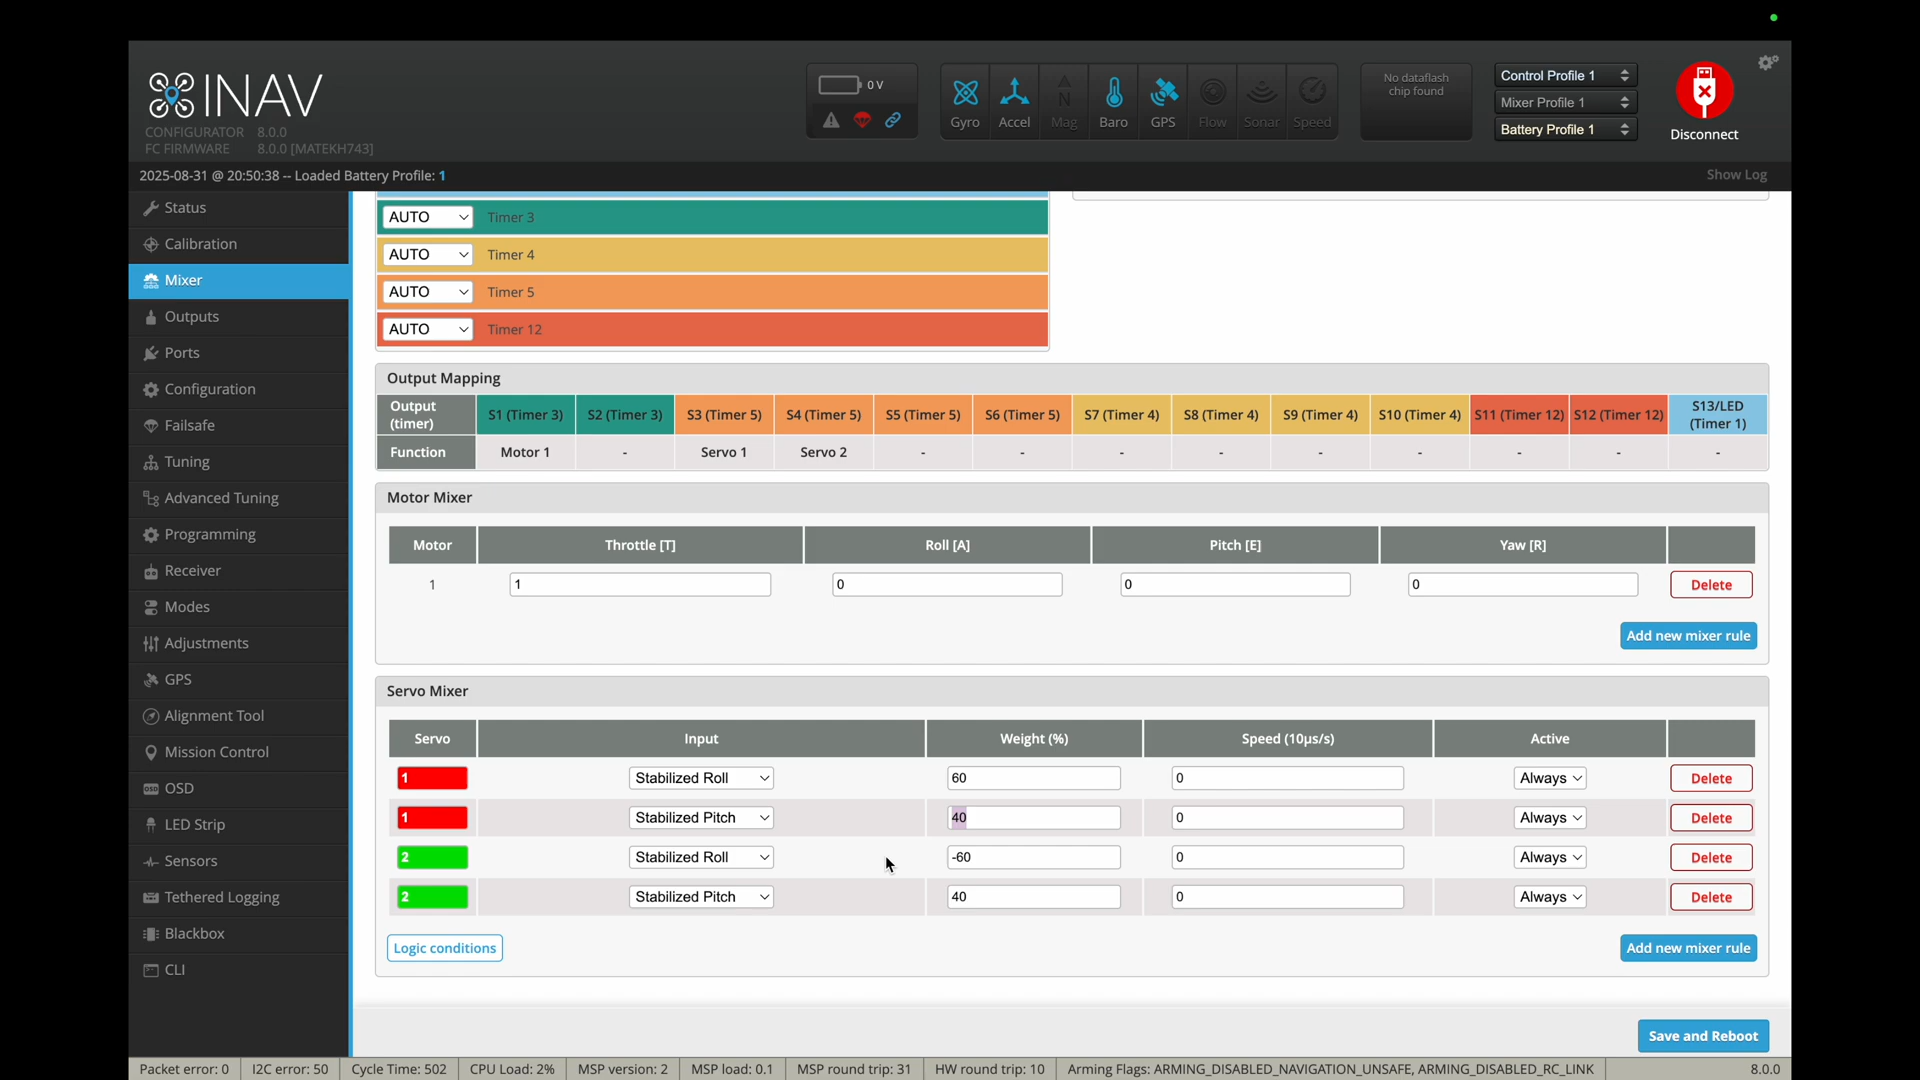 INAV
CONFIGURATOR 8.0.0
FC FIRMWARE 8.0.0 [MATEKH743]
0 V
Gyro
Accel
N
Mag
Baro
GPS
Flow
Sonar
Speed
No dataflash
chip found
Control Profile 1
Mixer Profile 1
Battery Profile 1
Disconnect
2025-08-31 @ 20:50:38 -- Loaded Battery Profile: 1
Show Log
Status
Calibration
Mixer
Outputs
Ports
Configuration
Failsafe
Tuning
Advanced Tuning
Programming
Receiver
Modes
Adjustments
GPS
Alignment Tool
Mission Control
OSD
LED Strip
Sensors
Tethered Logging
Blackbox
CLI
AUTO Timer 3
AUTO Timer 4
AUTO Timer 5
AUTO Timer 12
Output Mapping
Output (timer) S1 (Timer 3) S2 (Timer 3) S3 (Timer 5) S4 (Timer 5) S5 (Timer 5) S6 (Timer 5) S7 (Timer 4) S8 (Timer 4) S9 (Timer 4) S10 (Timer 4) S11 (Timer 12) S12 (Timer 12) S13/LED (Timer 1)
Function Motor 1 - Servo 1 Servo 2 - - - - - - - - -
Motor Mixer
Motor Throttle [T] Roll [A] Pitch [E] Yaw [R]
1 1 0 0 0 Delete
Add new mixer rule
Servo Mixer
Servo Input Weight (%) Speed (10µs/s) Active
1 Stabilized Roll 60 0 Always Delete
1 Stabilized Pitch 40 0 Always Delete
2 Stabilized Roll -60 0 Always Delete
2 Stabilized Pitch 40 0 Always Delete
Logic conditions
Add new mixer rule
Save and Reboot
Packet error: 0 I2C error: 50 Cycle Time: 502 CPU Load: 2% MSP version: 2 MSP load: 0.1 MSP round trip: 31 HW round trip: 10 Arming Flags: ARMING_DISABLED_NAVIGATION_UNSAFE, ARMING_DISABLED_RC_LINK 8.0.0